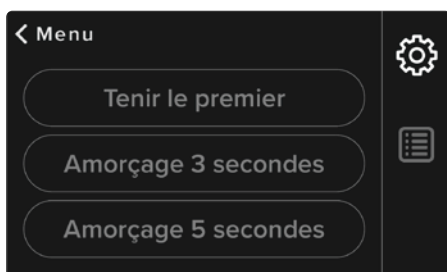 Menu
Tenir le premier
Amorçage 3 secondes
Amorçage 5 secondes